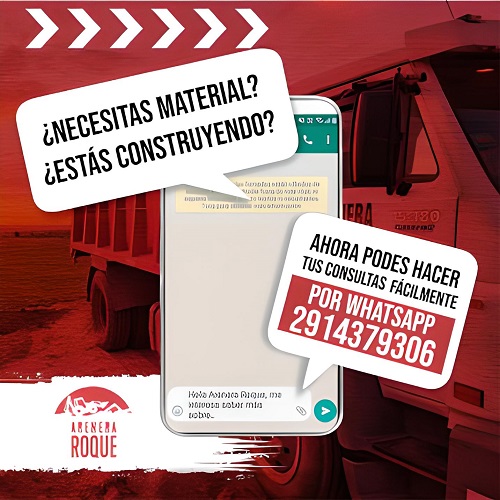 ¿NECESITAS MATERIAL?
¿ESTÁS CONSTRUYENDO?
AHORA PODES HACER
TUS CONSULTAS FÁCILMENTE
POR WHATSAPP
2914379306
Hola Arenera Roque, me
saber más
sobre..
ARENERA
ROQUE